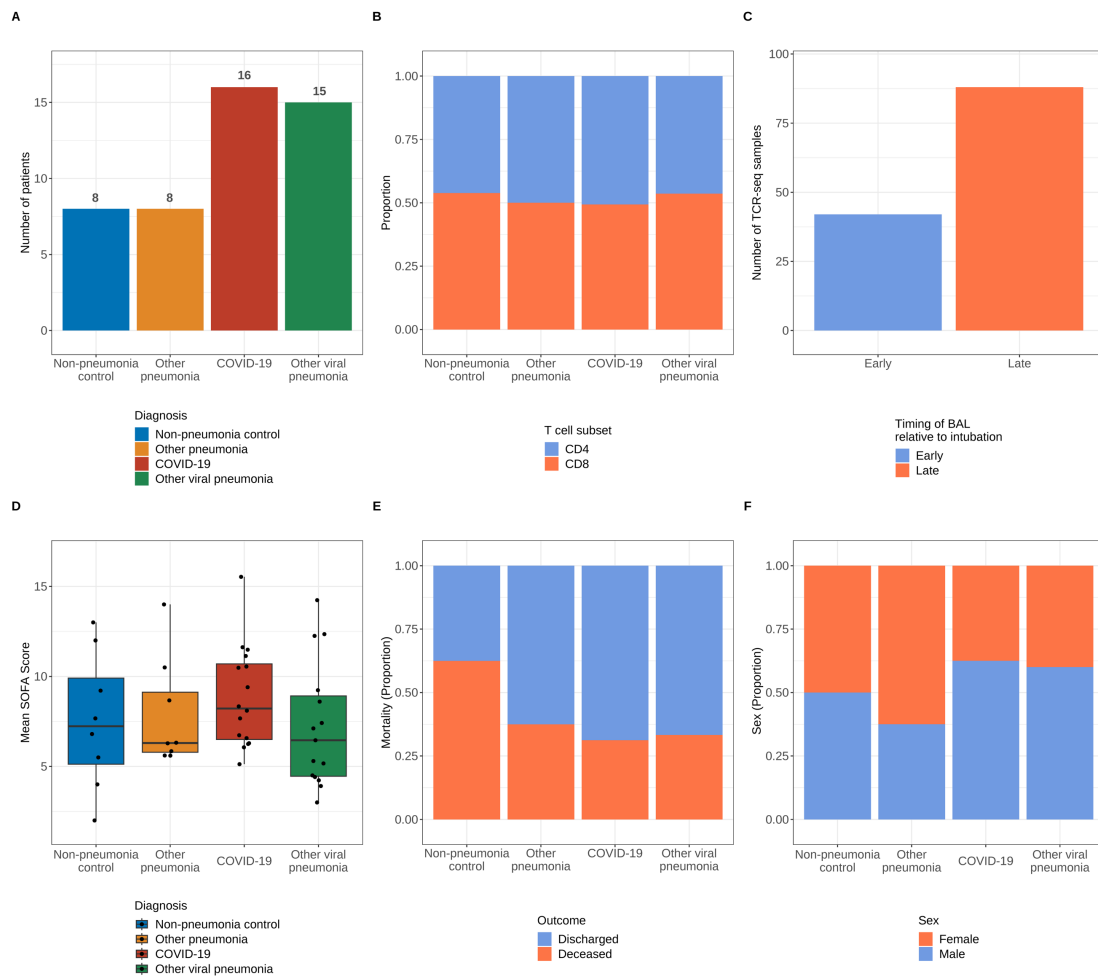 A
Number of patients
15
10
5
0
8
8
16
15
Non-pneumonia
control
Other
pneumonia
COVID-19
Other viral
pneumonia
Diagnosis
Non-pneumonia control
Other pneumonia
COVID-19
Other viral pneumonia
B
Proportion
1.00
0.75
0.50
0.25
0.00
Non-pneumonia
control
Other
pneumonia
COVID-19
Other viral
pneumonia
T cell subset
CD4
CD8
C
Number of TCR-seq samples
100
75
50
25
0
Early
Late
Timing of BAL
relative to intubation
Early
Late
D
Mean SOFA Score
15
10
5
Non-pneumonia
control
Other
pneumonia
COVID-19
Other viral
pneumonia
Diagnosis
Non-pneumonia control
Other pneumonia
COVID-19
Other viral pneumonia
E
Mortality (Proportion)
1.00
0.75
0.50
0.25
0.00
Non-pneumonia
control
Other
pneumonia
COVID-19
Other viral
pneumonia
Outcome
Discharged
Deceased
F
Sex (Proportion)
1.00
0.75
0.50
0.25
0.00
Non-pneumonia
control
Other
pneumonia
COVID-19
Other viral
pneumonia
Sex
Female
Male